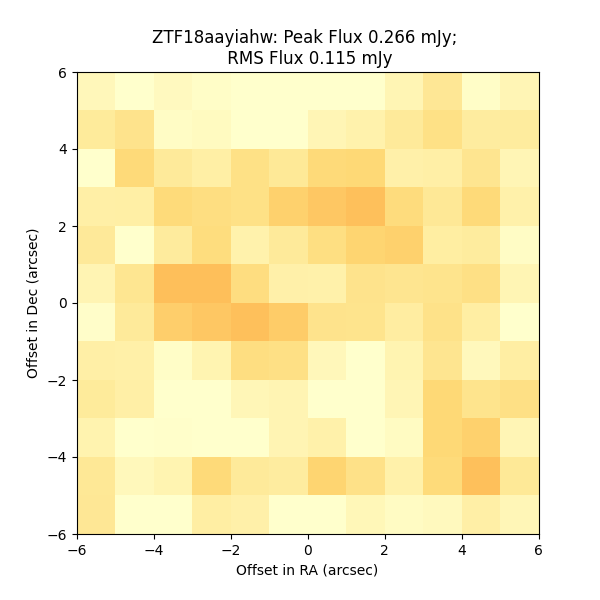 ZTF18aayiahw: Peak Flux 0.266 mJy;
RMS Flux 0.115 mJy
6
4
2
0
−2
−4
−6
Offset in Dec (arcsec)
−6 −4 −2 0 2 4 6
Offset in RA (arcsec)